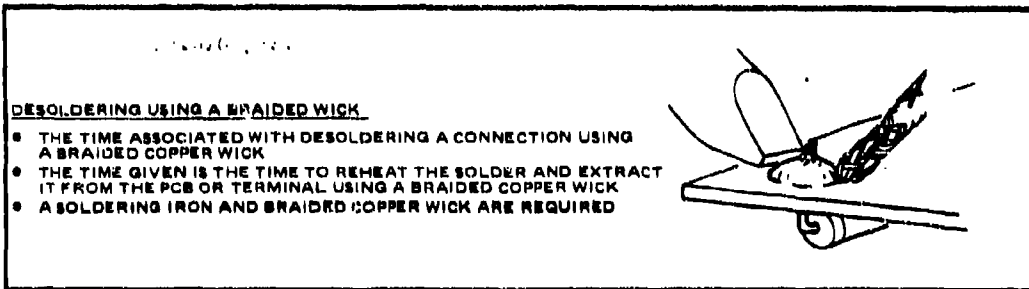 DESOLDERING USING A BRAIDED WICK
• THE TIME ASSOCIATED WITH DESOLDERING A CONNECTION USING
A BRAIDED COPPER WICK
• THE TIME GIVEN IS THE TIME TO REHEAT THE SOLDER AND EXTRACT
IT FROM THE PCB OR TERMINAL USING A BRAIDED COPPER WICK
• A SOLDERING IRON AND BRAIDED COPPER WICK ARE REQUIRED